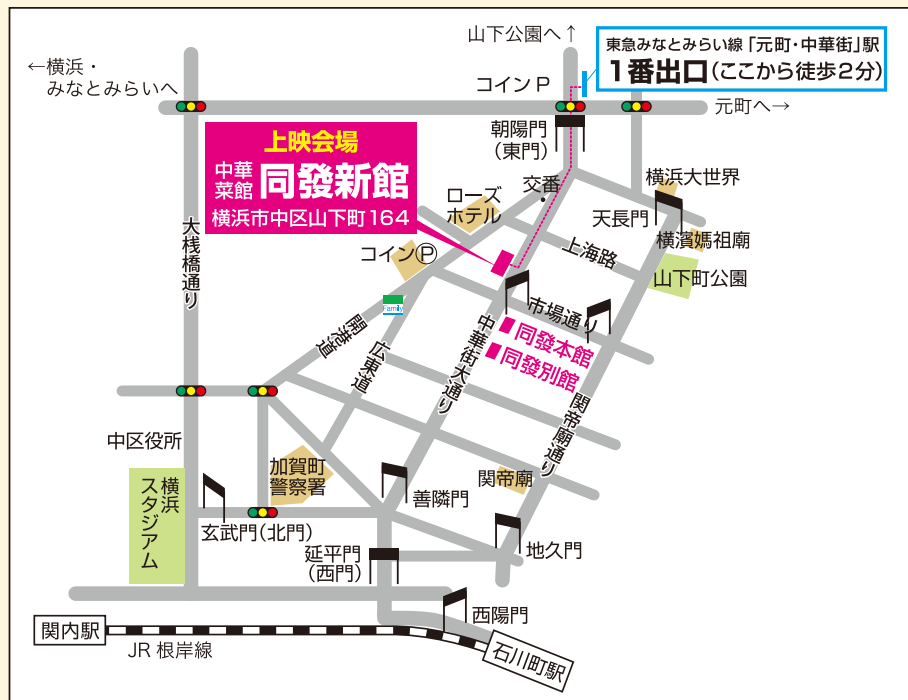 山下公園へ↑
東急みなとみらい線「元町・中華街」駅
1番出口(ここから徒歩2分)
←横浜・
みなとみらいへ
コインP
元町へ→
朝陽門
(東門)
上映会場
中華
菜館
同發新館
横浜市中区山下町164
交番
横浜大世界
ローズ
ホテル
天長門
横濱媽祖廟
上海路
コインⓅ
山下町公園
大桟橋通り
Family
市場通り
開港道
広東道
中華街大通り
同發本館
同發別館
関帝廟通り
中区役所
加賀町
警察署
関帝廟
横浜
スタジアム
善隣門
玄武門(北門)
地久門
延平門
(西門)
西陽門
関内駅
JR 根岸線
石川町駅